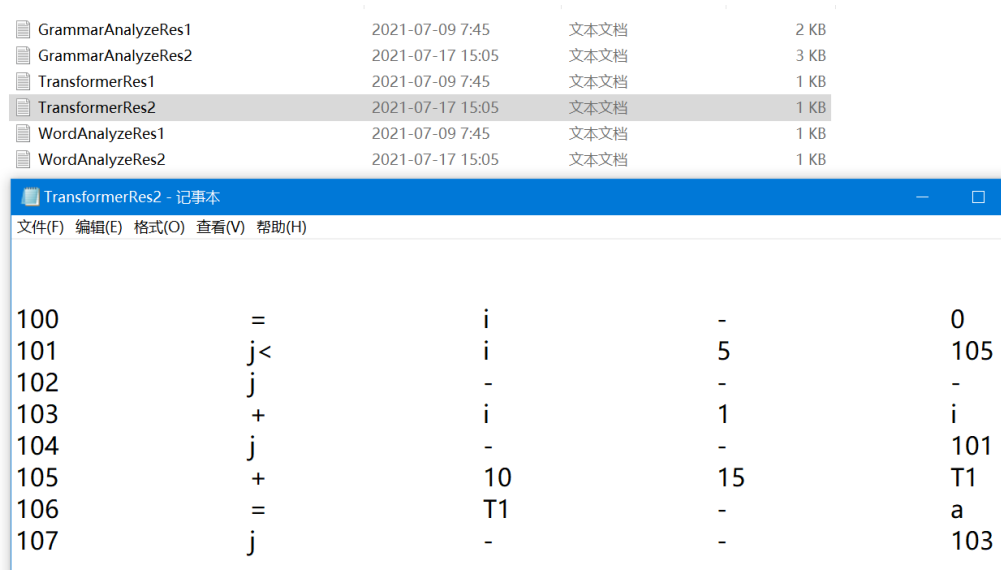 GrammarAnalyzeRes1 2021-07-09 7:45 文本文档 2 KB
GrammarAnalyzeRes2 2021-07-17 15:05 文本文档 3 KB
TransformerRes1 2021-07-09 7:45 文本文档 1 KB
TransformerRes2 2021-07-17 15:05 文本文档 1 KB
WordAnalyzeRes1 2021-07-09 7:45 文本文档 1 KB
WordAnalyzeRes2 2021-07-17 15:05 文本文档 1 KB
TransformerRes2 - 记事本
文件(F) 编辑(E) 格式(O) 查看(V) 帮助(H)
100 = i - 0
101 j< i 5 105
102 j - - -
103 + i 1 i
104 j - - 101
105 + 10 15 T1
106 = T1 - a
107 j - - 103